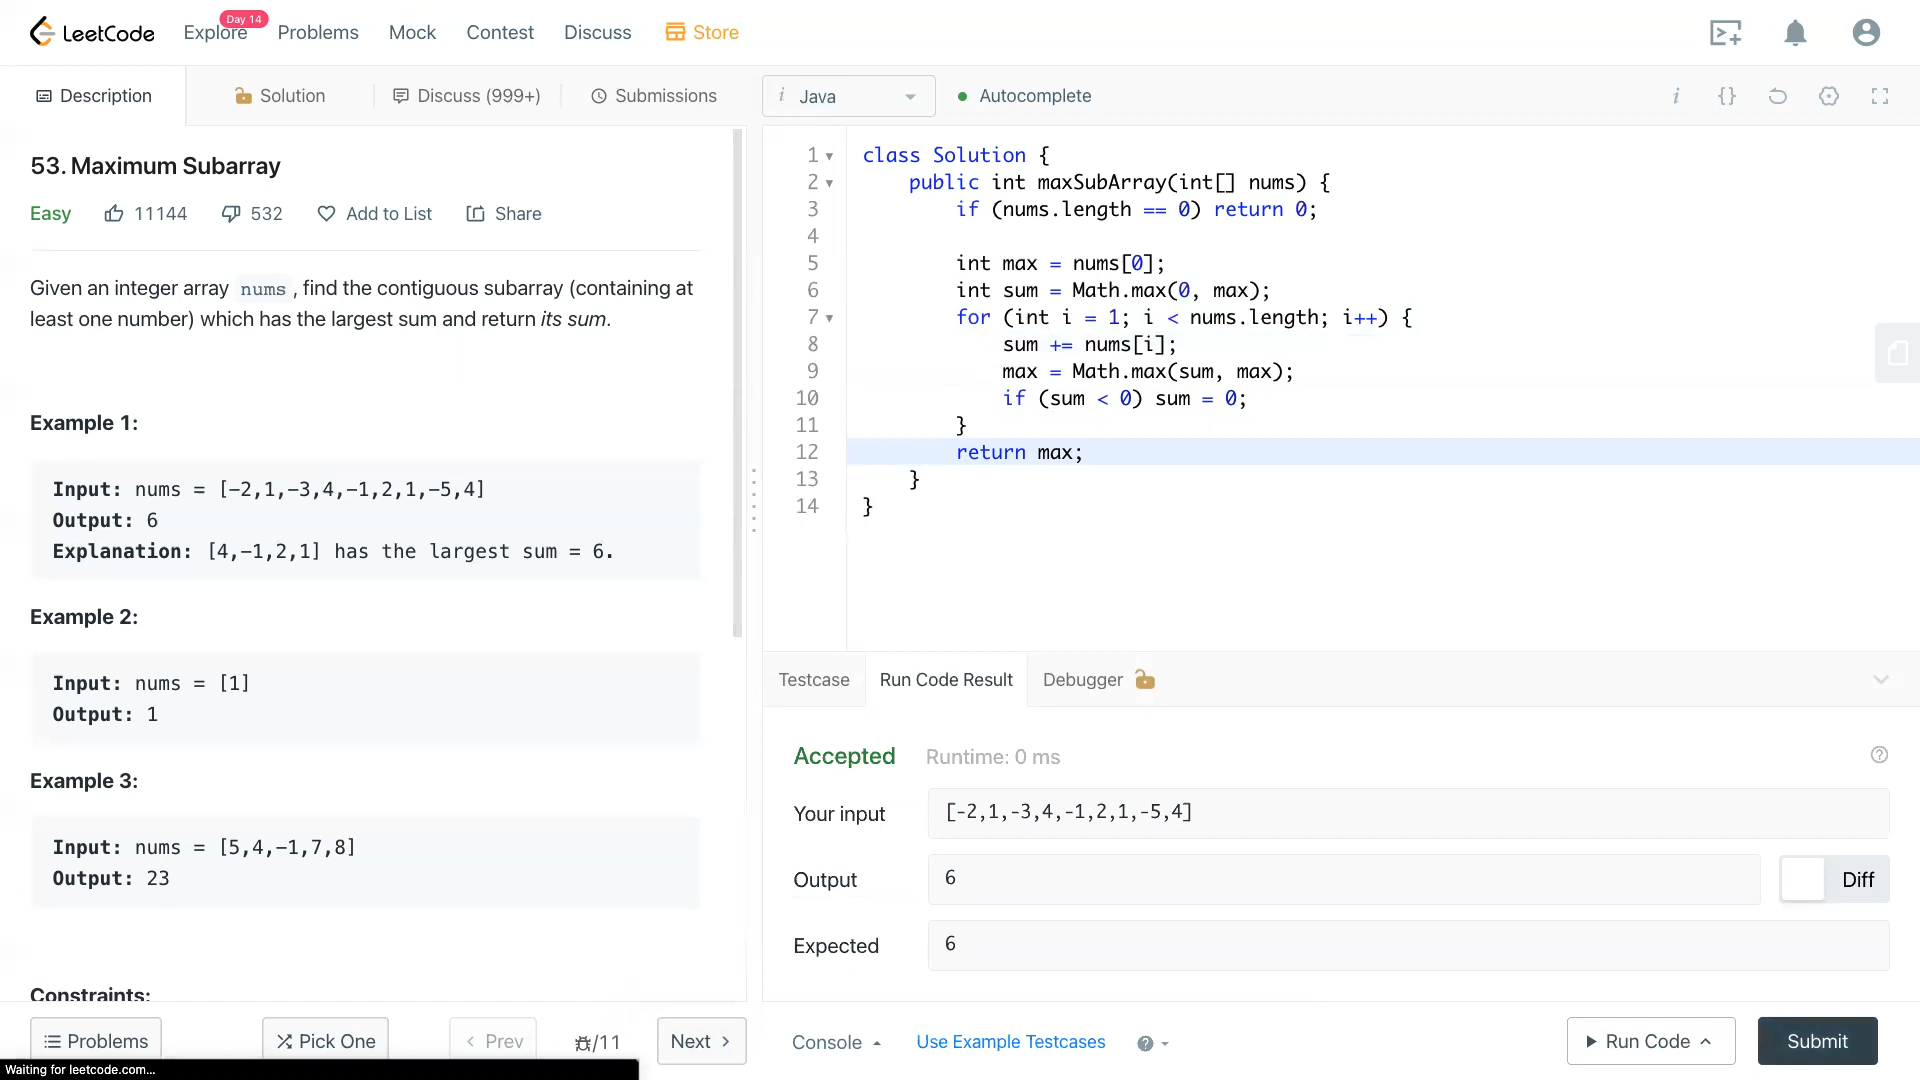 LeetCode
Explore
Day 14
Problems
Mock
Contest
Discuss
Store
Description
Solution
Discuss (999+)
Submissions
i Java
Autocomplete
i
{}
53. Maximum Subarray
Easy
11144
532
Add to List
Share
Given an integer array nums , find the contiguous subarray (containing at
least one number) which has the largest sum and return its sum.
Example 1:
Input: nums = [-2,1,-3,4,-1,2,1,-5,4]
Output: 6
Explanation: [4,-1,2,1] has the largest sum = 6.
Example 2:
Input: nums = [1]
Output: 1
Example 3:
Input: nums = [5,4,-1,7,8]
Output: 23
Constraints:
Problems
Pick One
Prev
/11
Next
Waiting for leetcode.com...
1 class Solution {
2 public int maxSubArray(int[] nums) {
3 if (nums.length == 0) return 0;
4
5 int max = nums[0];
6 int sum = Math.max(0, max);
7 for (int i = 1; i < nums.length; i++) {
8 sum += nums[i];
9 max = Math.max(sum, max);
10 if (sum < 0) sum = 0;
11 }
12 return max;
13 }
14 }
Testcase
Run Code Result
Debugger
Accepted
Runtime: 0 ms
Your input
[-2,1,-3,4,-1,2,1,-5,4]
Output
6
Diff
Expected
6
Console
Use Example Testcases
Run Code
Submit